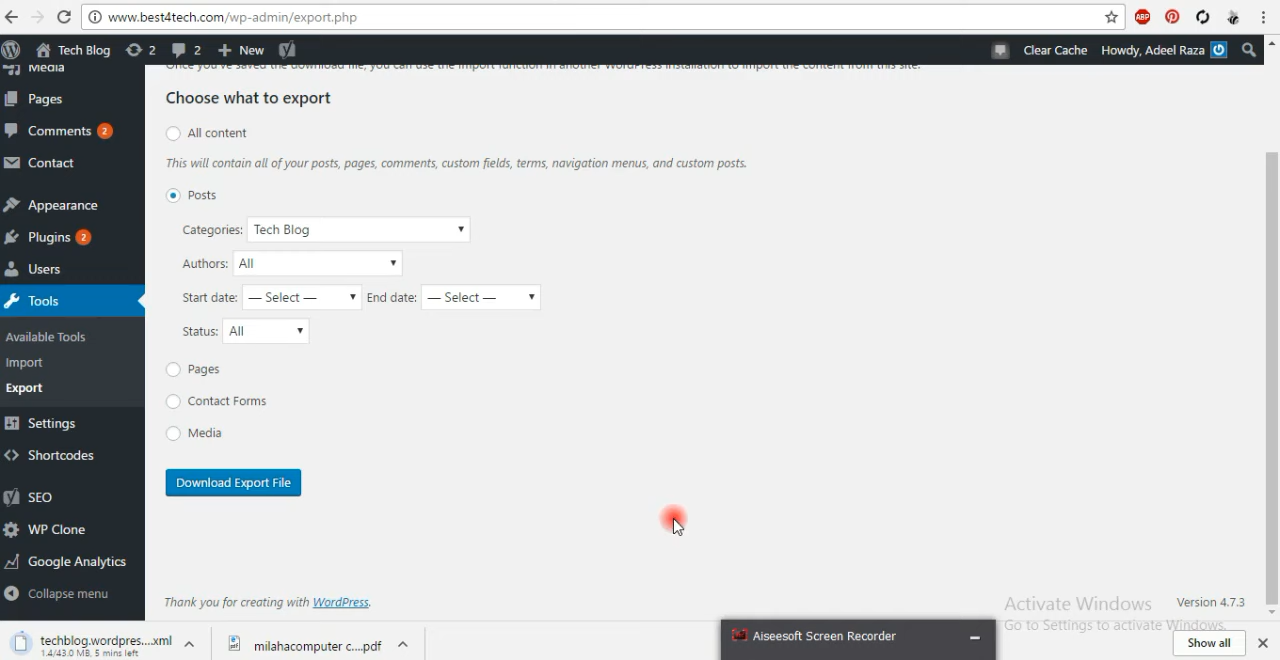 www.best4tech.com/wp-admin/export.php
ABP
Tech Blog 2 2 New Clear Cache Howdy, Adeel Raza
Media
Once you've saved the download file, you can use the Import function in another WordPress installation to import the content from this site.
Pages
Comments 2
Contact
Appearance
Plugins 2
Users
Tools
Available Tools
Import
Export
Settings
Shortcodes
SEO
WP Clone
Google Analytics
Collapse menu
Choose what to export
All content
This will contain all of your posts, pages, comments, custom fields, terms, navigation menus, and custom posts.
Posts
Categories: Tech Blog
Authors: All
Start date: — Select — End date: — Select —
Status: All
Pages
Contact Forms
Media
Download Export File
Thank you for creating with WordPress.
Version 4.7.3
Activate Windows
Go to Settings to activate Windows.
techblog.wordpres....xml
1.4/43.0 MB, 5 mins left
milahacomputer c....pdf
Aiseesoft Screen Recorder
Show all